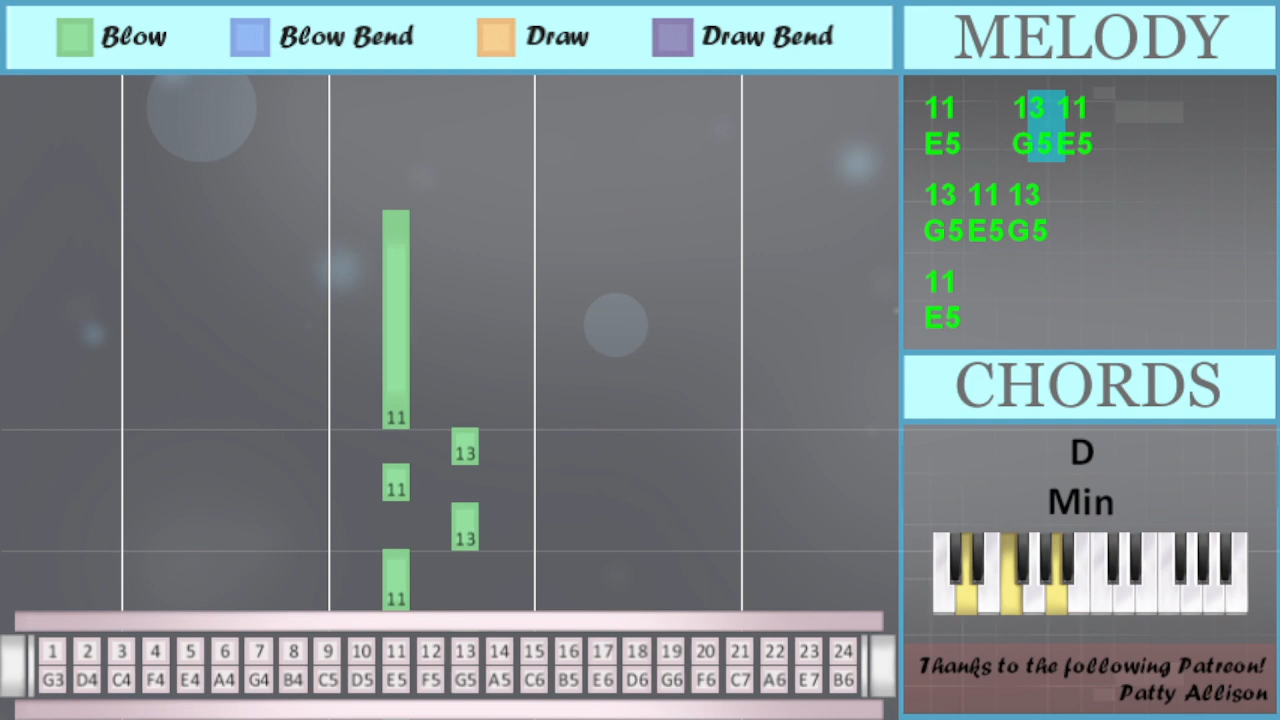 Blow Blow Bend Draw Draw Bend
MELODY
11 13 11
E5 G5 E5
13 11 13
G5 E5 G5
11
E5
11
13
11
13
11
CHORDS
D
Min
1 2 3 4 5 6 7 8 9 10 11 12 13 14 15 16 17 18 19 20 21 22 23 24
G3 D4 C4 F4 E4 A4 G4 B4 C5 D5 E5 F5 G5 A5 C6 B5 E6 D6 G6 F6 C7 A6 E7 B6
Thanks to the following Patreon!
Patty Allison